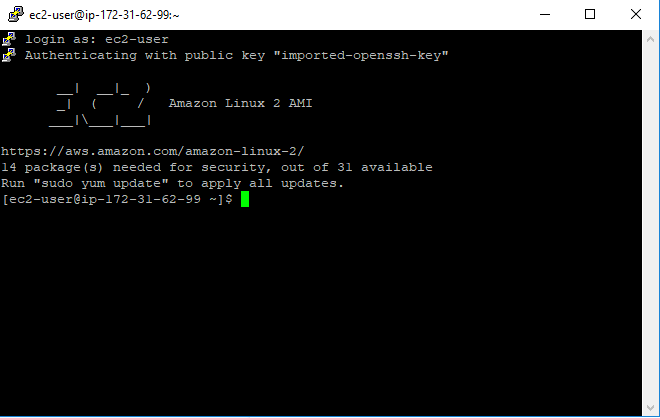 ec2-user@ip-172-31-62-99:~
login as: ec2-user
Authenticating with public key "imported-openssh-key"
       __|  __|_  )
       _|  (     /   Amazon Linux 2 AMI
      ___|\___|___|
https://aws.amazon.com/amazon-linux-2/
14 package(s) needed for security, out of 31 available
Run "sudo yum update" to apply all updates.
[ec2-user@ip-172-31-62-99 ~]$